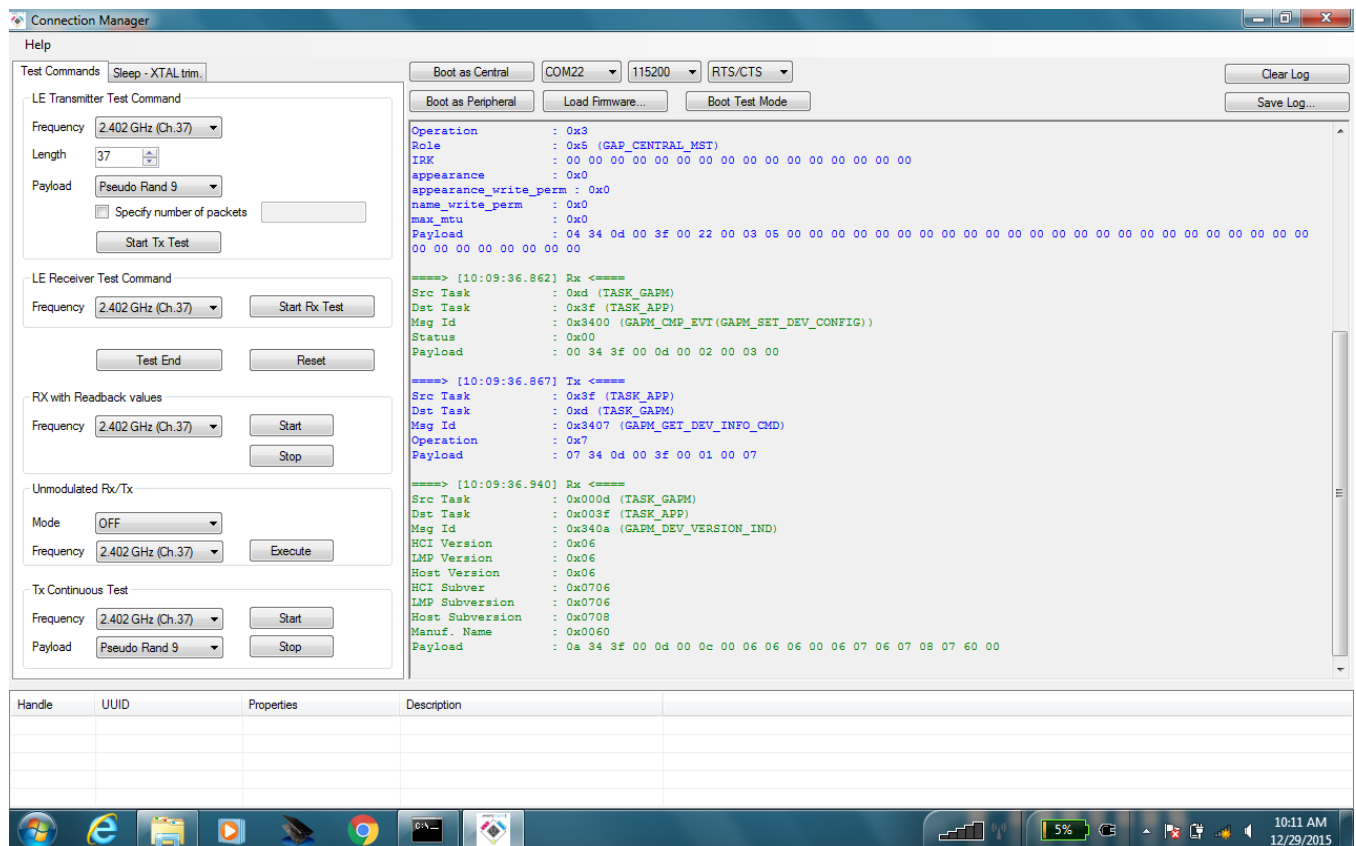 Connection Manager
Help
Test Commands
Sleep - XTAL trim.
LE Transmitter Test Command
Frequency 2.402 GHz (Ch.37)
Length 37
Payload Pseudo Rand 9
Specify number of packets
Start Tx Test
LE Receiver Test Command
Frequency 2.402 GHz (Ch.37) Start Rx Test
Test End Reset
RX with Readback values
Frequency 2.402 GHz (Ch.37) Start
Stop
Unmodulated Rx/Tx
Mode OFF
Frequency 2.402 GHz (Ch.37) Execute
Tx Continuous Test
Frequency 2.402 GHz (Ch.37) Start
Payload Pseudo Rand 9 Stop
Boot as Central COM22 115200 RTS/CTS Clear Log
Boot as Peripheral Load Firmware... Boot Test Mode Save Log...
Operation : 0x3
Role : 0x5 (GAP_CENTRAL_MST)
IRK : 00 00 00 00 00 00 00 00 00 00 00 00 00 00 00 00
appearance : 0x0
appearance_write_perm : 0x0
name_write_perm : 0x0
max_mtu : 0x0
Payload : 04 34 0d 00 3f 00 22 00 03 05 00 00 00 00 00 00 00 00 00 00 00 00 00 00 00 00 00 00 00 00 00 00 00 00
00 00 00 00 00 00 00 00
====> [10:09:36.862] Rx <====
Src Task : 0xd (TASK_GAPM)
Dst Task : 0x3f (TASK_APP)
Msg Id : 0x3400 (GAPM_CMP_EVT(GAPM_SET_DEV_CONFIG))
Status : 0x00
Payload : 00 34 3f 00 0d 00 02 00 03 00
====> [10:09:36.867] Tx <====
Src Task : 0x3f (TASK_APP)
Dst Task : 0xd (TASK_GAPM)
Msg Id : 0x3407 (GAPM_GET_DEV_INFO_CMD)
Operation : 0x7
Payload : 07 34 0d 00 3f 00 01 00 07
====> [10:09:36.940] Rx <====
Src Task : 0x000d (TASK_GAPM)
Dst Task : 0x003f (TASK_APP)
Msg Id : 0x340a (GAPM_DEV_VERSION_IND)
HCI Version : 0x06
LMP Version : 0x06
Host Version : 0x06
HCI Subver : 0x0706
LMP Subversion : 0x0706
Host Subversion : 0x0708
Manuf. Name : 0x0060
Payload : 0a 34 3f 00 0d 00 0c 00 06 06 06 00 06 07 06 07 08 07 60 00
Handle UUID Properties Description
C:\_
5%
10:11 AM
12/29/2015